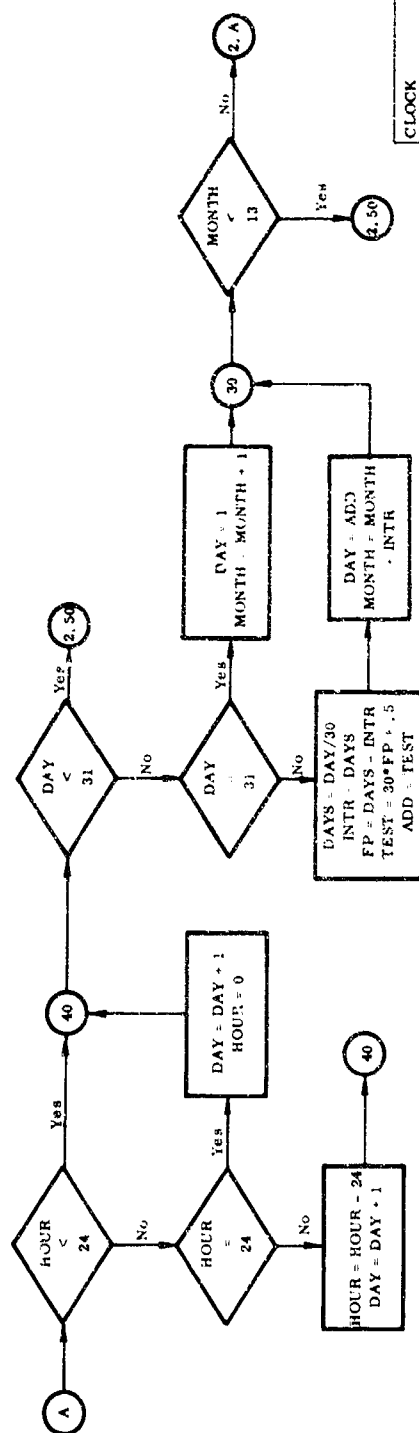 A
HOUR
<
24
Yes
No
HOUR
=
24
Yes
No
HOUR = HOUR - 24
DAY = DAY + 1
40
DAY = DAY + 1
HOUR = 0
40
DAY
<
31
Yes
2.50
No
DAY
=
31
Yes
No
DAY = 1
MONTH = MONTH + 1
DAYS = DAY/30
INTR = DAYS
FP = DAYS - INTR
TEST = 30*FP + .5
ADD = TEST
DAY = ADD
MONTH = MONTH
+ INTR
30
MONTH
<
13
No
2.A
Yes
2.50
CLOCK